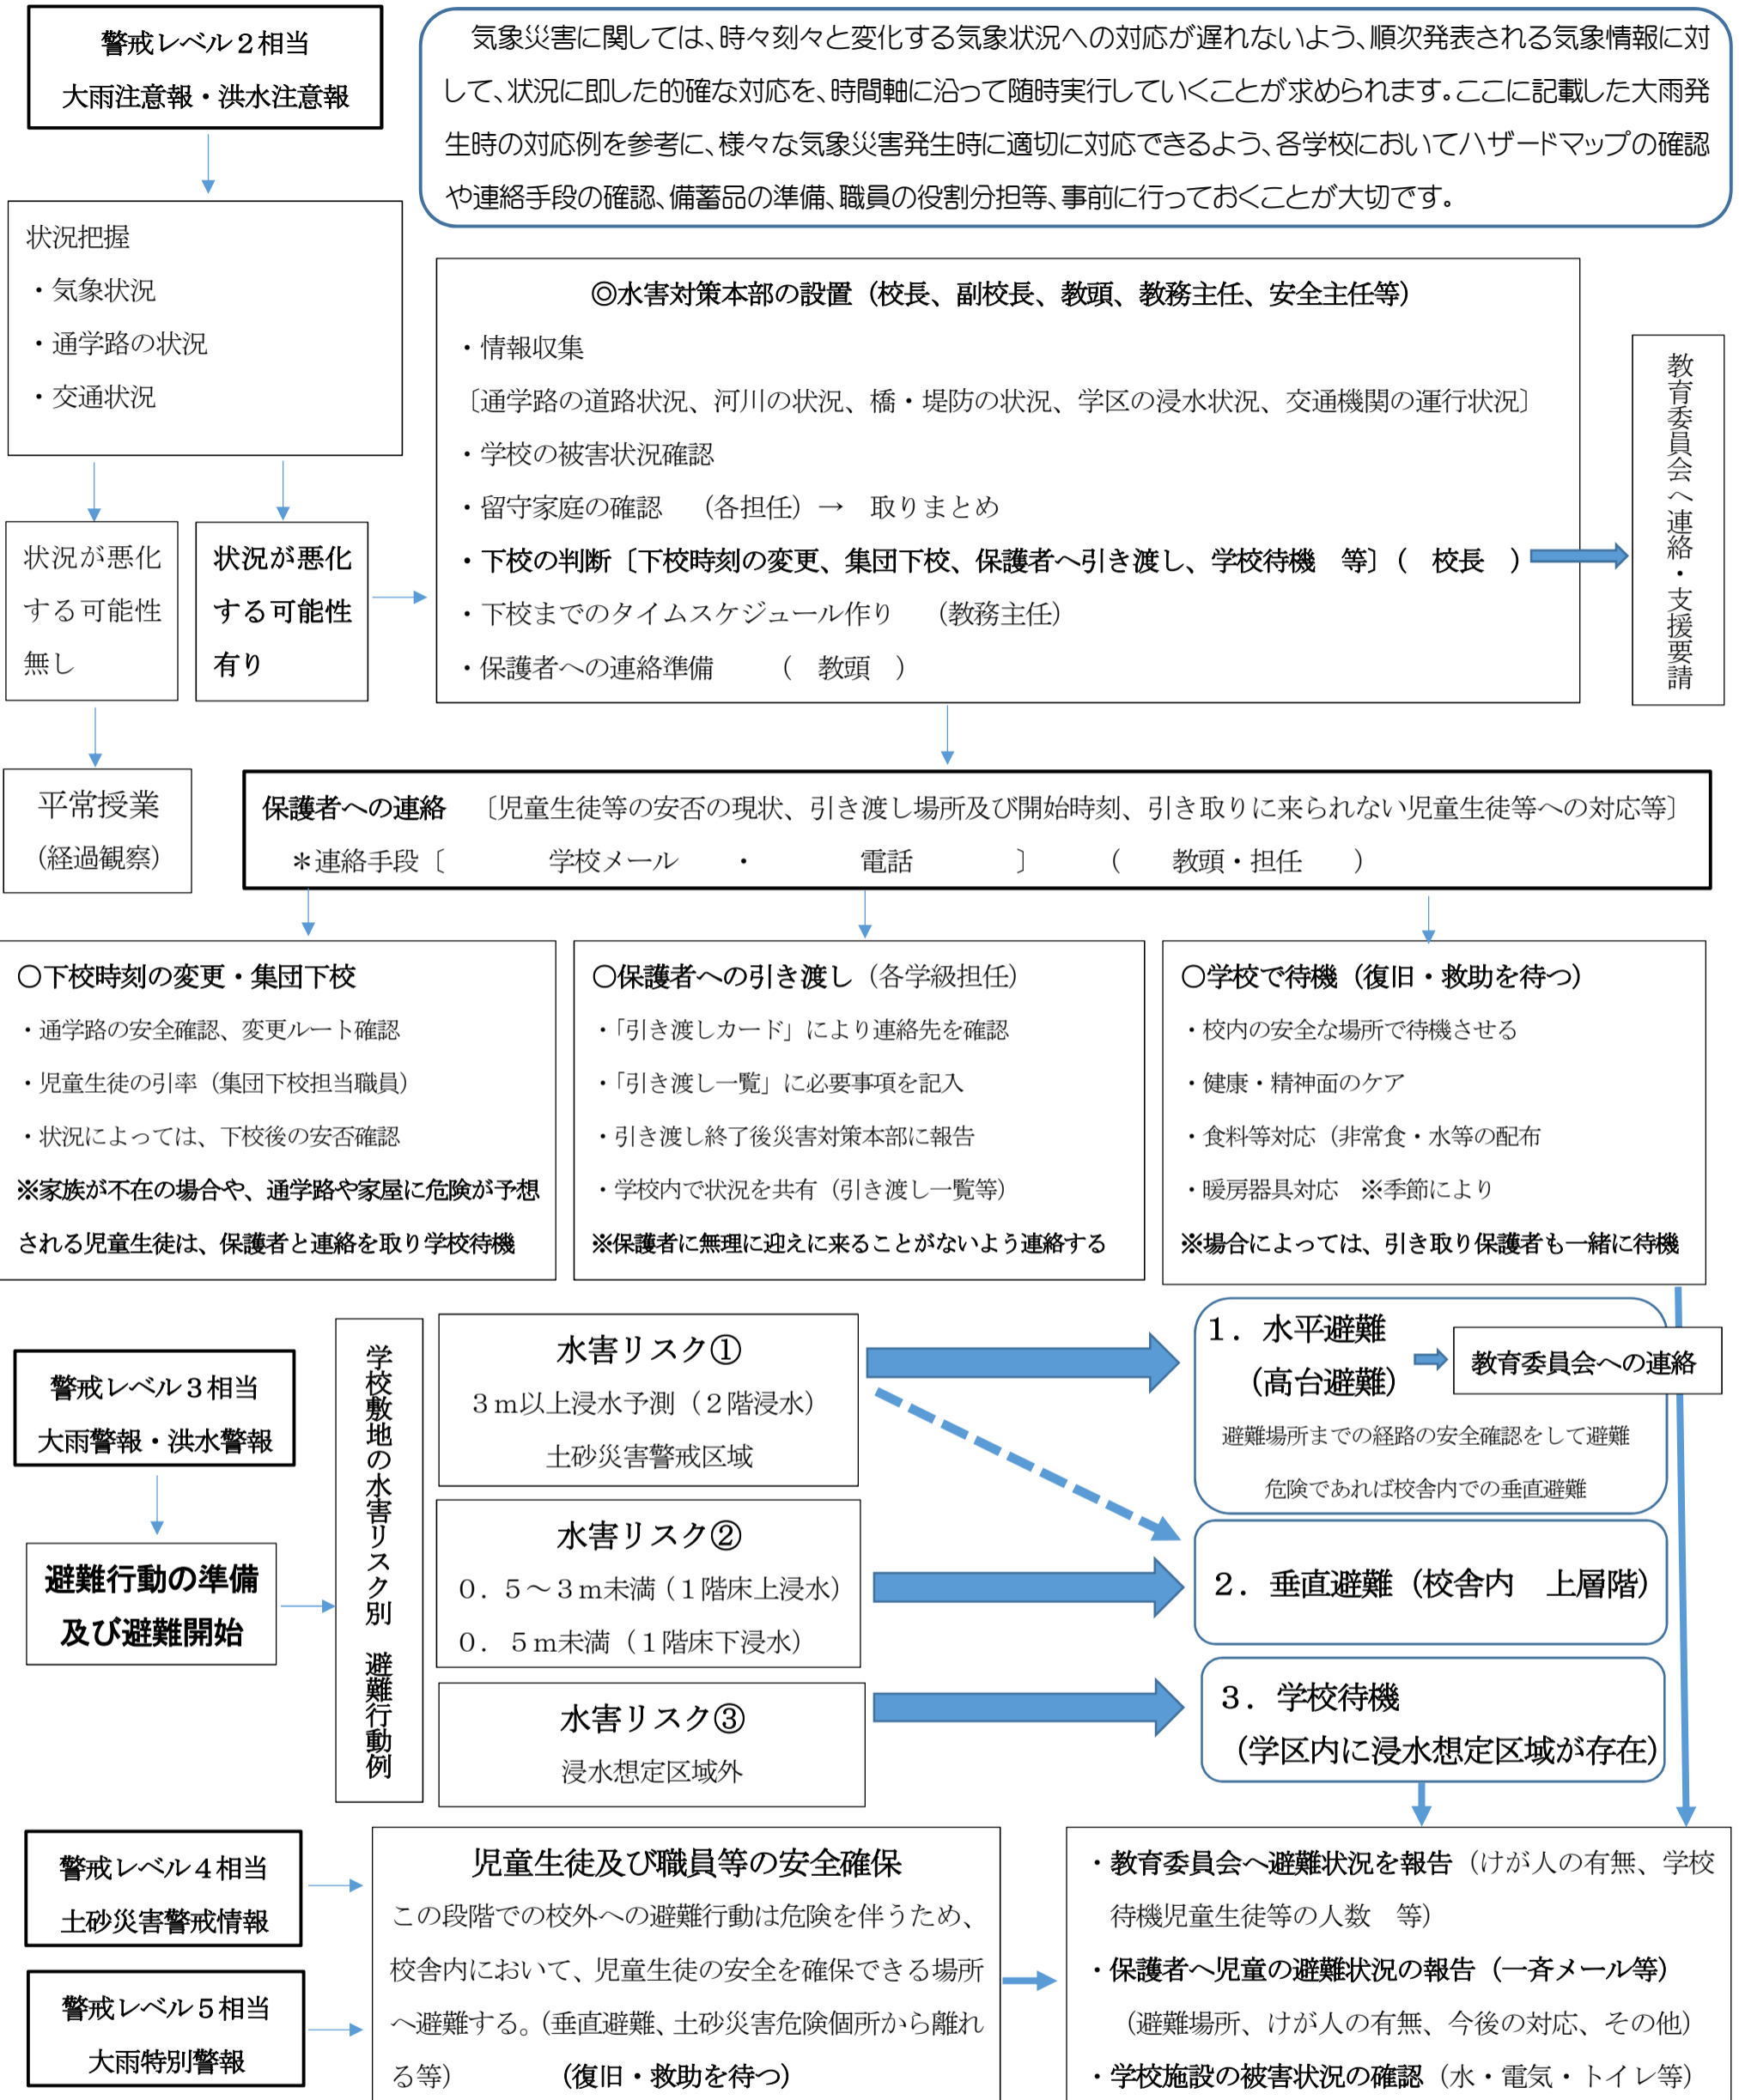 警戒レベル２相当
大雨注意報・洪水注意報
気象災害に関しては、時々刻々と変化する気象状況への対応が遅れないよう、順次発表される気象情報に対
して、状況に即した的確な対応を、時間軸に沿って随時実行していくことが求められます。ここに記載した大雨発
生時の対応例を参考に、様々な気象災害発生時に適切に対応できるよう、各学校においてハザードマップの確認
や連絡手段の確認、備蓄品の準備、職員の役割分担等、事前に行っておくことが大切です。
状況把握
・気象状況
・通学路の状況
・交通状況
状況が悪化
する可能性
無し
状況が悪化
する可能性
有り
◎水害対策本部の設置（校長、副校長、教頭、教務主任、安全主任等）
・情報収集
〔通学路の道路状況、河川の状況、橋・堤防の状況、学区の浸水状況、交通機関の運行状況〕
・学校の被害状況確認
・留守家庭の確認　（各担任）→　取りまとめ
・下校の判断〔下校時刻の変更、集団下校、保護者へ引き渡し、学校待機　等〕（　校長　）
・下校までのタイムスケジュール作り　（教務主任）
・保護者への連絡準備　　（　教頭　）
教育委員会へ連絡・支援要請
平常授業
（経過観察）
保護者への連絡　〔児童生徒等の安否の現状、引き渡し場所及び開始時刻、引き取りに来られない児童生徒等への対応等〕
＊連絡手段〔　　　　学校メール　　・　　　　電話　　　　〕　　（　　教頭・担任　　）
○下校時刻の変更・集団下校
・通学路の安全確認、変更ルート確認
・児童生徒の引率（集団下校担当職員）
・状況によっては、下校後の安否確認
※家族が不在の場合や、通学路や家屋に危険が予想
される児童生徒は、保護者と連絡を取り学校待機
○保護者への引き渡し（各学級担任）
・「引き渡しカード」により連絡先を確認
・「引き渡し一覧」に必要事項を記入
・引き渡し終了後災害対策本部に報告
・学校内で状況を共有（引き渡し一覧等）
※保護者に無理に迎えに来ることがないよう連絡する
○学校で待機（復旧・救助を待つ）
・校内の安全な場所で待機させる
・健康・精神面のケア
・食料等対応（非常食・水等の配布
・暖房器具対応　※季節により
※場合によっては、引き取り保護者も一緒に待機
警戒レベル３相当
大雨警報・洪水警報
避難行動の準備
及び避難開始
学校敷地の水害リスク別　避難行動例
水害リスク①
３ｍ以上浸水予測（２階浸水）
土砂災害警戒区域
水害リスク②
０．５～３ｍ未満（１階床上浸水）
０．５ｍ未満（１階床下浸水）
水害リスク③
浸水想定区域外
１．水平避難
（高台避難）
教育委員会への連絡
避難場所までの経路の安全確認をして避難
危険であれば校舎内での垂直避難
２．垂直避難（校舎内　上層階）
３．学校待機
（学区内に浸水想定区域が存在）
警戒レベル４相当
土砂災害警戒情報
警戒レベル５相当
大雨特別警報
児童生徒及び職員等の安全確保
この段階での校外への避難行動は危険を伴うため、
校舎内において、児童生徒の安全を確保できる場所
へ避難する。（垂直避難、土砂災害危険個所から離れ
る等）　　　（復旧・救助を待つ）
・教育委員会へ避難状況を報告（けが人の有無、学校
待機児童生徒等の人数　等）
・保護者へ児童の避難状況の報告（一斉メール等）
（避難場所、けが人の有無、今後の対応、その他）
・学校施設の被害状況の確認（水・電気・トイレ等）